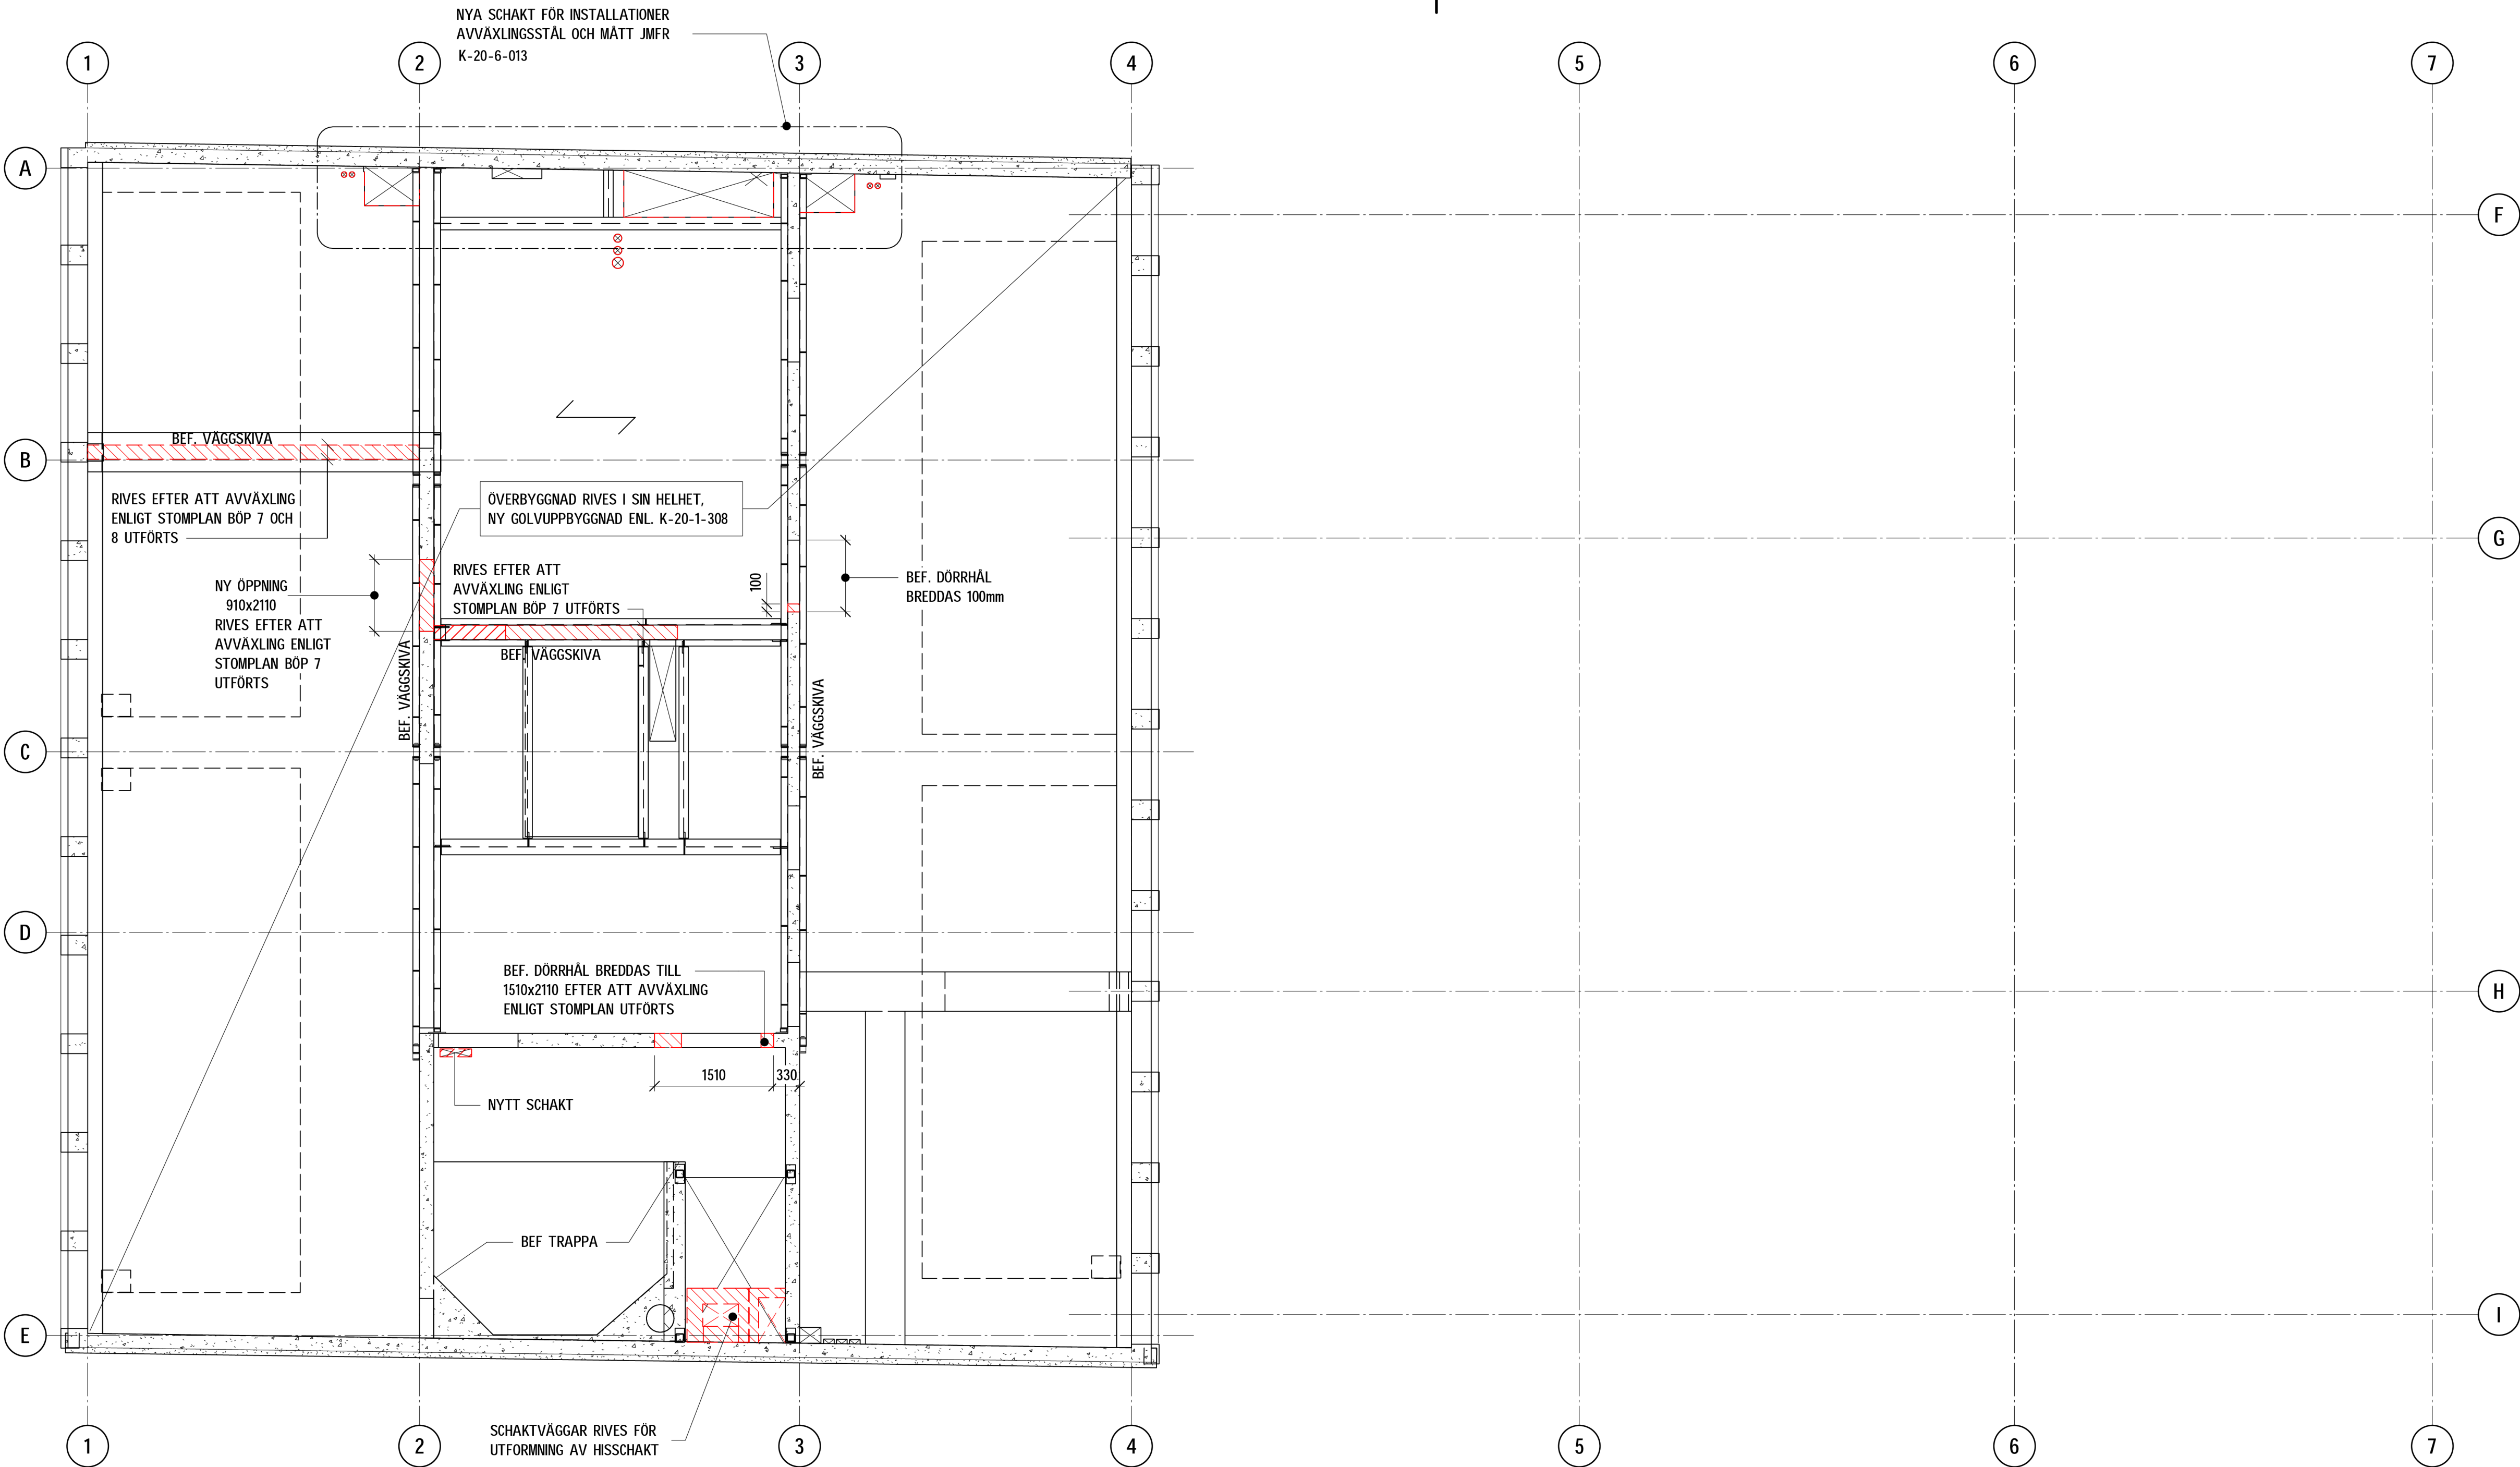 NYA SCHAKT FÖR INSTALLATIONER
AVVÄXLINGSSTÅL OCH MÅTT JMFR
K-20-6-013
1
2
3
4
5
6
7
A
F
BEF. VÄGGSKIVA
B
RIVES EFTER ATT AVVÄXLING
ENLIGT STOMPLAN BÖP 7 OCH
8 UTFÖRTS
ÖVERBYGGNAD RIVES I SIN HELHET,
NY GOLVUPPBYGGNAD ENL. K-20-1-308
G
NY ÖPPNING
910x2110
RIVES EFTER ATT
AVVÄXLING ENLIGT
STOMPLAN BÖP 7
UTFÖRTS
RIVES EFTER ATT
AVVÄXLING ENLIGT
STOMPLAN BÖP 7 UTFÖRTS
100
BEF. DÖRRHÅL
BREDDAS 100mm
BEF. VÄGGSKIVA
BEF. VÄGGSKIVA
BEF. VÄGGSKIVA
C
D
BEF. DÖRRHÅL BREDDAS TILL
1510x2110 EFTER ATT AVVÄXLING
ENLIGT STOMPLAN UTFÖRTS
H
1510
330
NYTT SCHAKT
BEF TRAPPA
E
I
SCHAKTVÄGGAR RIVES FÖR
UTFORMNING AV HISSCHAKT
1
2
3
4
5
6
7